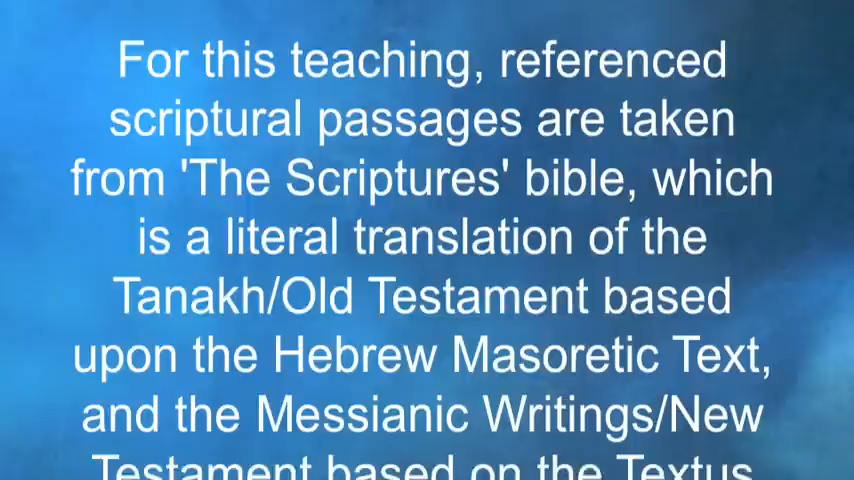 For this teaching, referenced
scriptural passages are taken
from 'The Scriptures' bible, which
is a literal translation of the
Tanakh/Old Testament based
upon the Hebrew Masoretic Text,
and the Messianic Writings/New
Testament based on the Textus